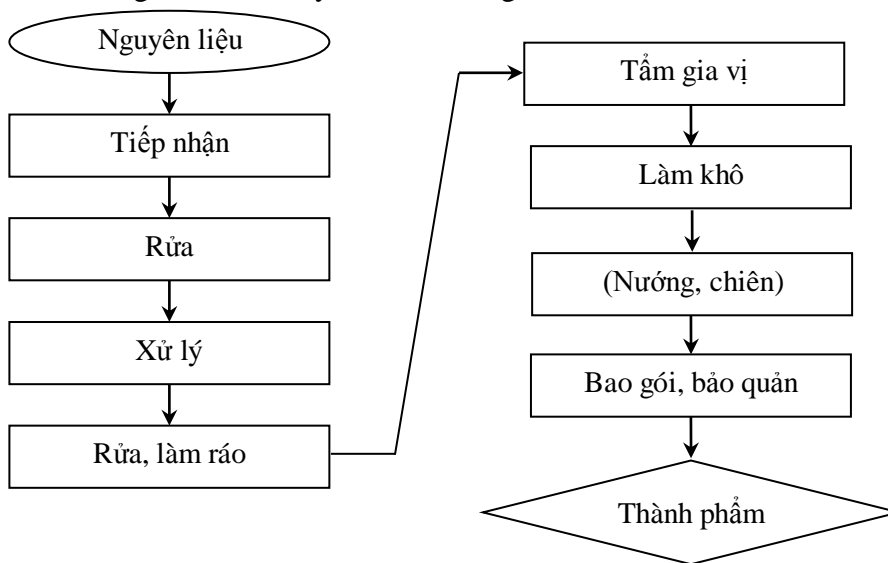 Nguyên liệu
Tiếp nhận
Rửa
Xử lý
Rửa, làm ráo
Tẩm gia vị
Làm khô
(Nướng, chiên)
Bao gói, bảo quản
Thành phẩm